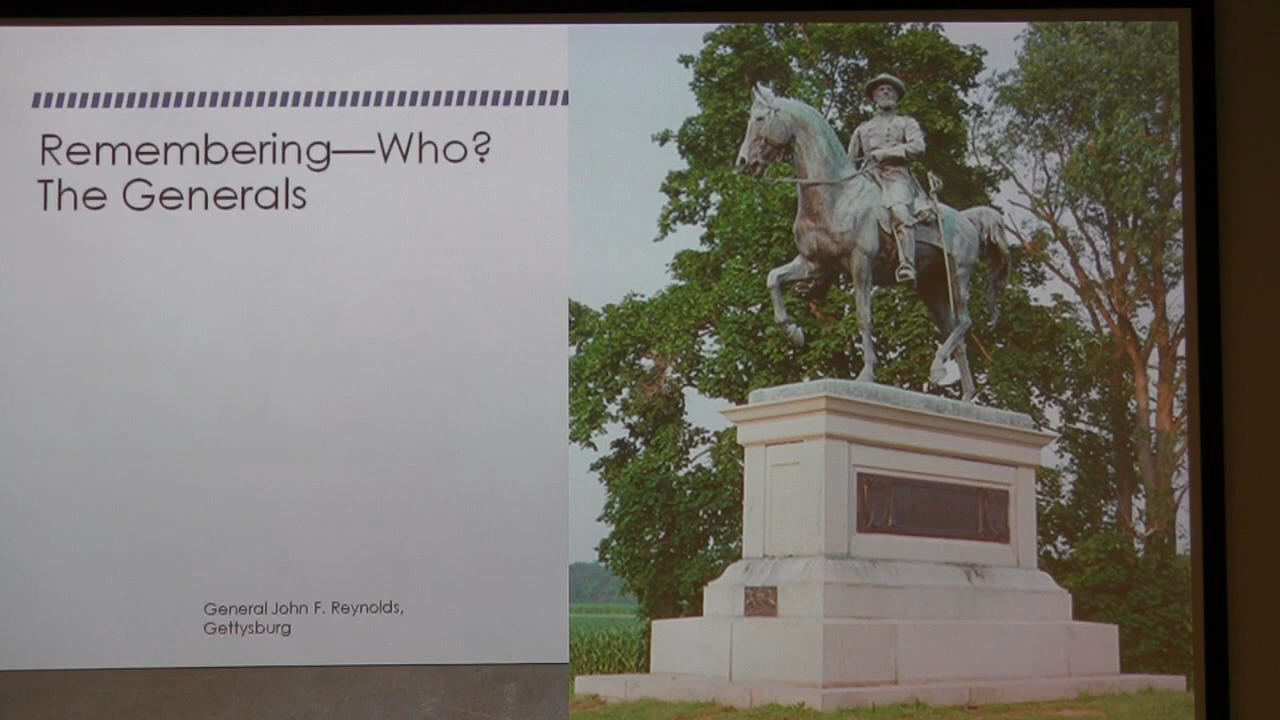 Remembering—Who?
The Generals
General John F. Reynolds,
Gettysburg